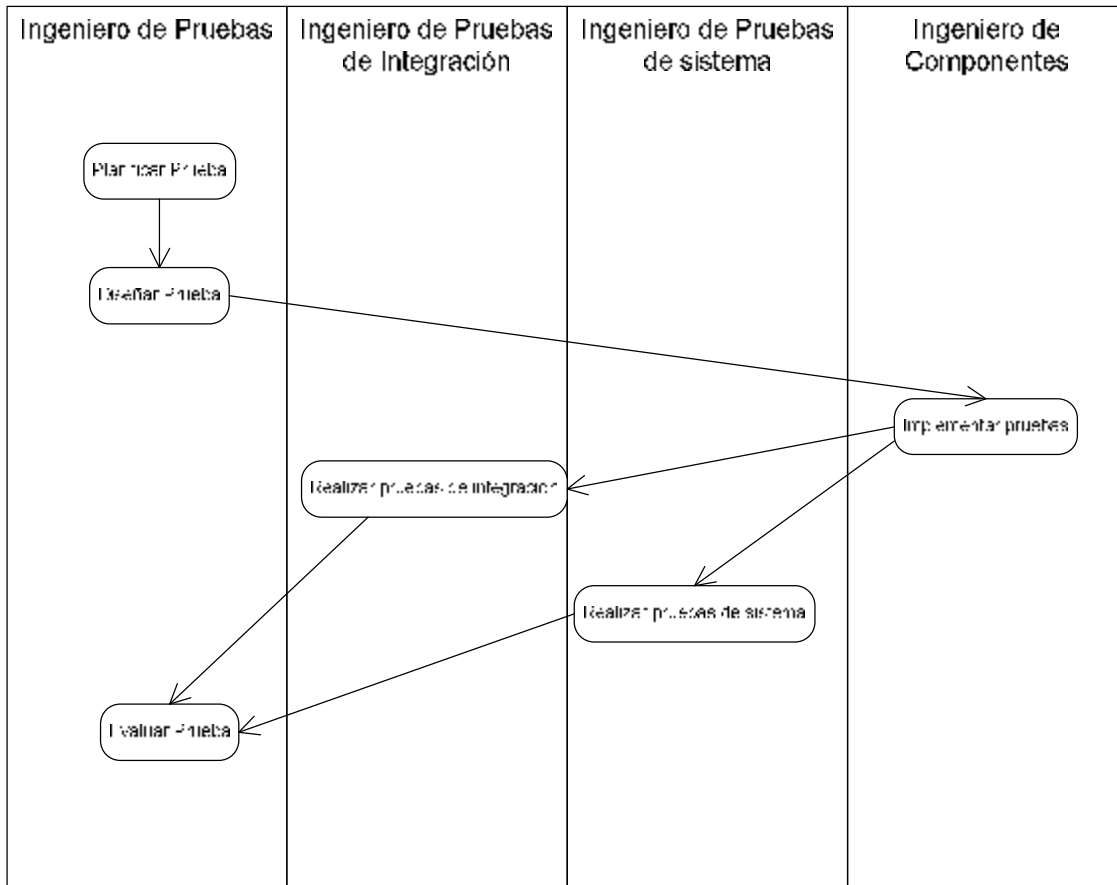 Ingeniero de Pruebas
Ingeniero de Pruebas
de Integración
Ingeniero de Pruebas
de sistema
Ingeniero de
Componentes
Planificar Prueba
Diseñar Prueba
Implementar pruebas
Realizar pruebas de integración
Realizar pruebas de sistema
Evaluar Prueba